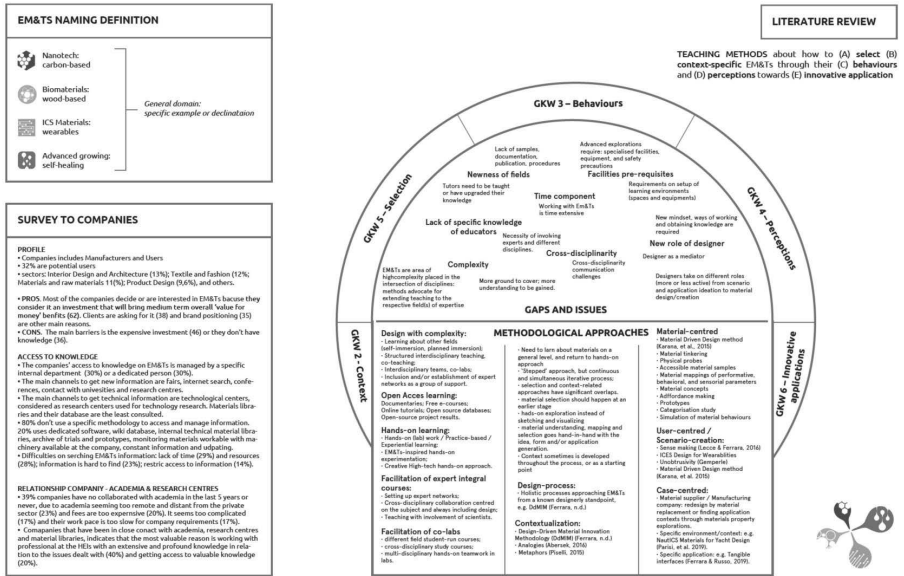 EM&TS NAMING DEFINITION
Nanotech:
carbon-based
Biomaterials:
wood-based
ICS Materials:
wearables
Advanced growing:
self-healing
General domain:
specific example or declinataion
SURVEY TO COMPANIES
PROFILE
• Companies includes Manufacturers and Users
• 32% are potential users
• sectors: Interior Design and Architecture (13%); Textile and Fashion (12%;
Materials and raw materials 11(%); Product Design (9,6%), and others.
• PROS. Most of the companies decide or are interested in EM&Ts bacuse they
consider it an investment that will bring medium term overall 'value for
money' benfits (62). Clients are asking for it (38) and brand positioning (35)
are other main reasons.
• CONS. The main barriers is the expensive investment (46) or they don't have
knowledge (36).
ACCESS TO KNOWLEDGE
• The companies' access to knowledge on EM&Ts is managed by a specific
internal department (30%) or a dedicated person (30%).
• The main channels to get new information are fairs, internet search, confe-
rences, contact with univesities and research centres.
• The main channels to get technical information are technological centers,
considered as research centers used for technology research. Materials libra-
ries and their database are the least consulted.
• 80% don't use a specific methodology to access and manage information.
20% uses dedicated software, wiki database, internal technical material libra-
ries, archive of trials and prototypes, monitoring materials workable with ma-
chinery available at the company, constant information and udpating.
• Difficulties on serching EM&Ts information: lack of time (29%) and resources
(28%); information is hard to find (23%); restric access to information (14%).
RELATIONSHIP COMPANIY - ACADEMIA & RESEARCH CENTRES
• 39% companies have no collaborated with academia in the last 5 years or
never, due to academia seeming too remote and distant from the private
sector (23%) and fees are too expensive (20%). It seems too complicated
(17%) and their work pace is too slow for company requirements (17%).
• Companies that have been in close conact with academia, research centres
and material libraries, indicates that the most valuable reason is working with
professional at the HEIs with an extensive and profound knowledge in rela-
tion to the issues dealt with (40%) and getting access to valuable knowledge
(20%).
LITERATURE REVIEW
TEACHING METHODS about how to (A) select (B)
context-specific EM&Ts through their (C) behaviours
and (D) perceptions towards (E) innovative application
GKW 2 - Context
GKW 5 – Selection
GKW 3 – Behaviours
GKW 4 – Perceptions
GKW 6 – Innovative
applications
Lack of samples,
documentation,
publication, procedures
Newness of fields
Advanced explorations
require: specialised facilities,
equipment, and safety
precautions
Facilities pre-requisites
Tutors need to be taught
or have upgraded their
knowledge
Lack of specific knowledge
of educators
Time component
Working with Em&Ts
is time extensive
Requirements on setup of
learning environments
(spaces and equipments)
Necessity of involving
experts and different
disciplines.
Cross-disciplinarity
Cross-disciplinarity
communication
challenges
New mindset, ways of working
and obtaining knowledge are
required
New role of designer
Designer as a mediator
Designers take on different roles
(more or less active) from scenario
and application ideation to material
design/creation
Complexity
EM&Ts are area of
highcomplexity placed in the
intersection of disciplines:
methods advocate for
extending teaching to the
respective field(s) of expertise
More ground to cover; more
understanding to be gained.
GAPS AND ISSUES
METHODOLOGICAL APPROACHES
Design with complexity:
- Learning about other fields
(self-immersion, planned immersion);
- Structured interdisciplinary teaching,
co-teaching;
- Interdisciplinary teams, co-labs;
- Inclusion and/or establishment of expert
networks as a group of support.
Open Acces learning:
Documentaries; Free e-courses;
Online tutorials; Open source databases;
Open-source project results.
Hands-on learning:
- Hands-on (lab) work / Practice-based /
Experiential learning;
- EM&Ts-inspired hands-on
experimentation;
- Creative High-tech hands-on approach.
Facilitation of expert integral
courses:
- Setting up expert networks;
- Cross-disciplinary collaboration centred
on the subject and always including design;
- Teaching with involvement of scientists.
Facilitation of co-labs
- different field student-run courses;
- cross-disciplinary study courses;
- multi-disciplinary hands-on teamwork in
labs.
- Need to larn about materials on a
general level, and return to hands-on
approach
- "Stepped" approach, but continuous
and simultaneous iterative process;
- selection and context-related
approaches have significant overlaps.
- material selection should happen at an
earlier stage
- hads-on exploration instead of
sketching and visualizing
- material understanding, mapping and
selection goes hand-in-hand with the
idea, form and/or application
generation.
- Context sometimes is developed
throughout the process, or as a starting
point
Design-process:
- Holistic processes approaching EM&Ts
from a known designerly standpoint,
e.g. DdMIM (Ferrara, n.d.)
Contextualization:
- Design-Driven Material Innovation
Methodology (DdMIM) (Ferrara, n.d.)
- Analogies (Abersek, 2016)
- Metaphors (Piselli, 2015)
Material-centred
- Material Driven Design method
(Karana, et al., 2015)
- Material tinkering
- Physical probes
- Accessible material samples
- Material mappings of performative,
behavioral, and sensorial parameters
- Material concepts
- Adffordance making
- Prototypes
- Categorisation study
- Simulation of material behaviours
User-centred /
Scenario-creation:
- Sense making (Lecce & Ferrara, 2016)
- ICES Design for Wearablities
- Unobtrusivity (Gemperle)
- Material Driven Design method
(Karana, et al. 2015)
Case-centred:
- Material supplier / Manufacturing
company: redesign by material
replacement or finding application
contexts through materials property
explorations.
- Specific environment/context: e.g.
NautICS Materials for Yacht Design
(Parisi, et al. 2019).
- Specific application: e.g. Tangible
interfaces (Ferrara & Russo, 2019).